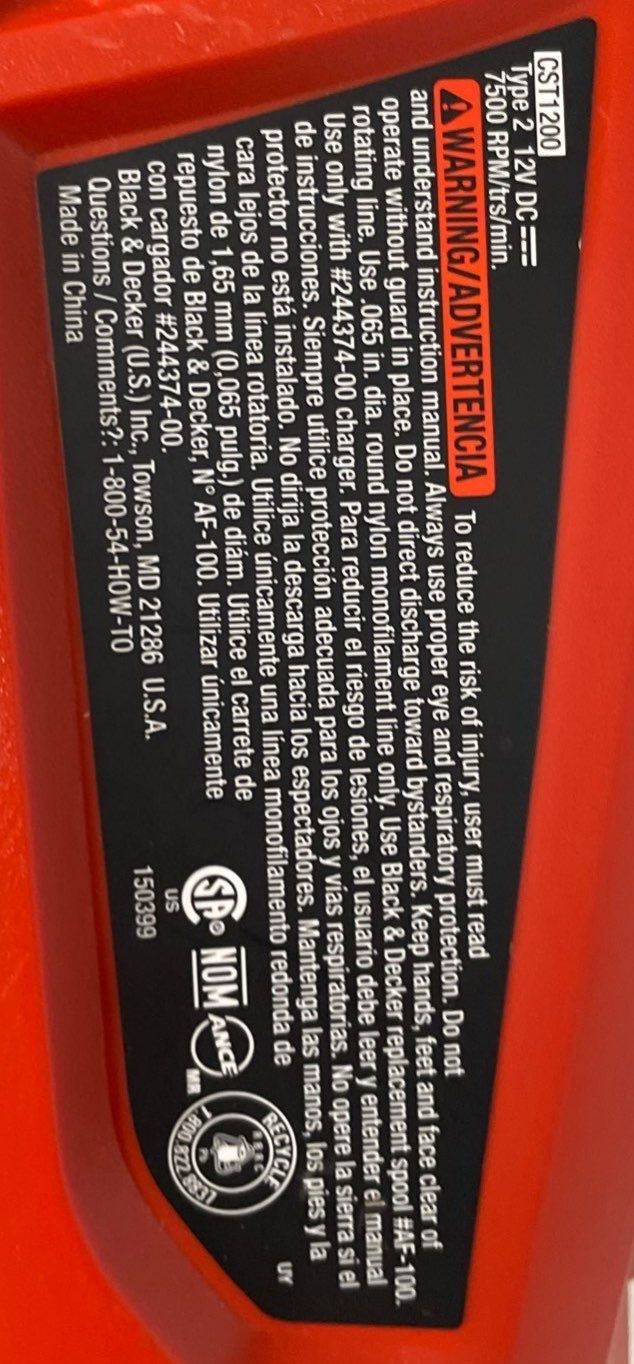 CST1200
Type 2 12V DC
7500 RPM/trs/min.
⚠WARNING/ADVERTENCIA To reduce the risk of injury, user must read
and understand instruction manual. Always use proper eye and respiratory protection. Do not
operate without guard in place. Do not direct discharge toward bystanders. Keep hands, feet and face clear of
rotating line. Use .065 in. dia. round nylon monofilament line only. Use Black & Decker replacement spool #AF-100.
Use only with #244374-00 charger. Para reducir el riesgo de lesiones, el usuario debe leer y entender el manual
de instrucciones. Siempre utilice protección adecuada para los ojos y vías respiratorias. No opere la sierra si el
protector no está instalado. No dirija la descarga hacia los espectadores. Mantenga las manos, los pies y la
cara lejos de la línea rotatoria. Utilice únicamente una línea monofilamento redonda de
nylon de 1,65 mm (0,065 pulg.) de diám. Utilice el carrete de
repuesto de Black & Decker, N° AF-100. Utilizar únicamente
con cargador #244374-00.
Black & Decker (U.S.) Inc., Towson, MD 21286 U.S.A.
Questions / Comments?: 1-800-54-HOW-TO
Made in China
SA®
US
150399
NOM
ANCE
MR
RECYCLE
RBRC
1.800.822.8837
UY